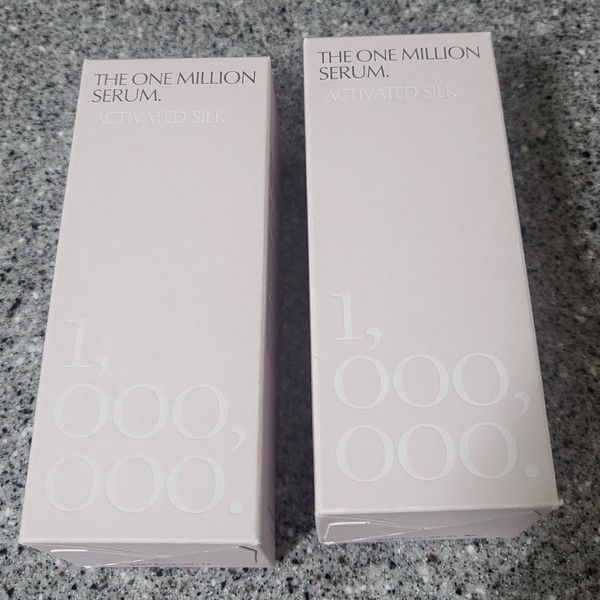 THE ONE MILLION
SERUM.
ACTIVATED SILK
1,
000,
000.
THE ONE MILLION
SERUM.
ACTIVATED SILK
1,
000,
000.